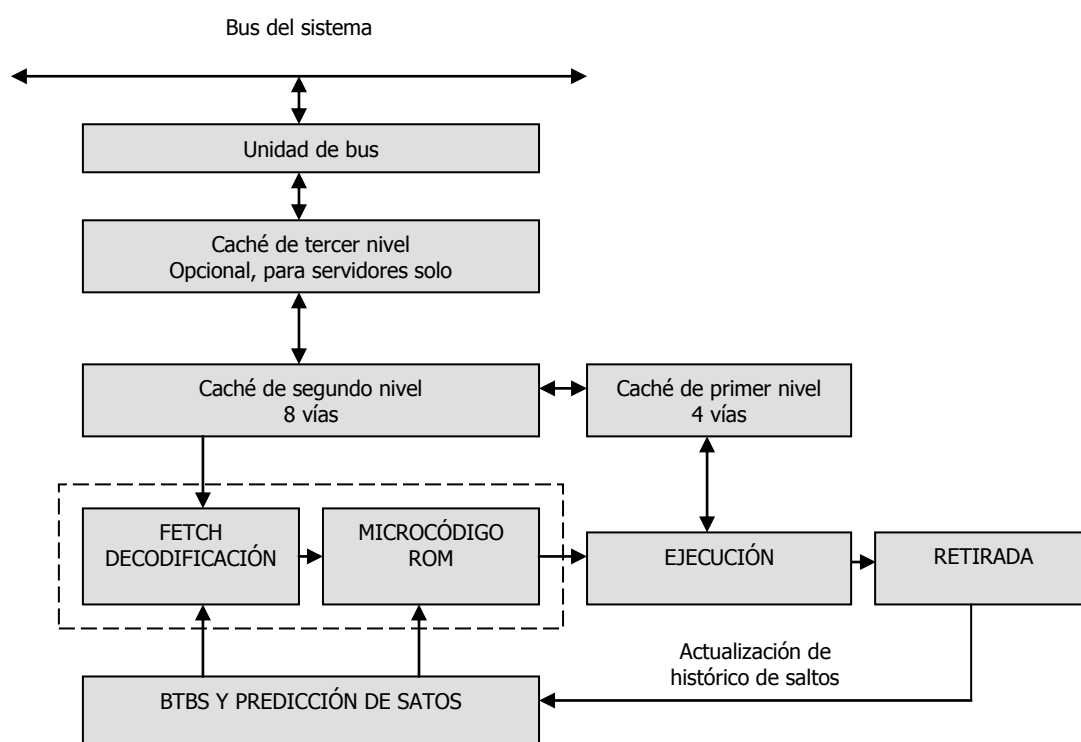 Bus del sistema
Unidad de bus
Caché de tercer nivel
Opcional, para servidores solo
Caché de segundo nivel
8 vías
Caché de primer nivel
4 vías
FETCH
DECODIFICACIÓN
MICROCÓDIGO
ROM
EJECUCIÓN
RETIRADA
Actualización de
histórico de saltos
BTBS Y PREDICCIÓN DE SATOS